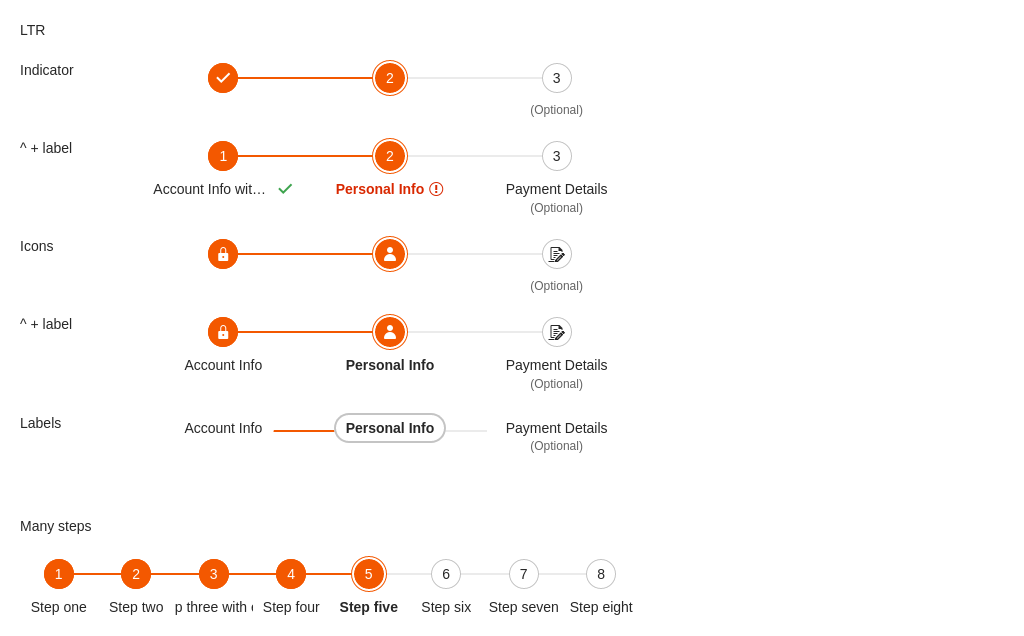 LTR
Indicator
2
3
(Optional)
^ + label
1
2
3
Account Info wit…
Personal Info
Payment Details
(Optional)
Icons
(Optional)
^ + label
Account Info
Personal Info
Payment Details
(Optional)
Labels
Account Info
Personal Info
Payment Details
(Optional)
Many steps
1 2 3 4 5 6 7 8
Step one Step two p three with Step four Step five Step six Step seven Step eight